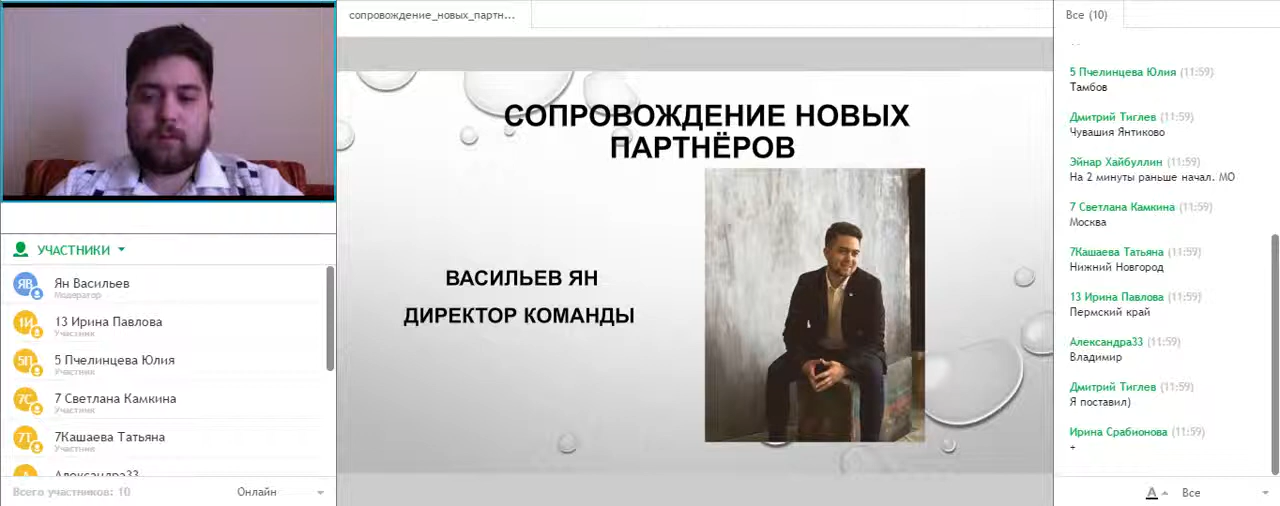 сопровождение_новых_партн...
СОПРОВОЖДЕНИЕ НОВЫХ
ПАРТНЁРОВ
ВАСИЛЬЕВ ЯН
ДИРЕКТОР КОМАНДЫ
УЧАСТНИКИ
ЯВ
Ян Васильев
Модератор
1И
13 Ирина Павлова
Участник
5П
5 Пчелинцева Юлия
Участник
7С
7 Светлана Камкина
Участник
7Т
7Кашаева Татьяна
Участник
Александра33
Всего участников: 10
Онлайн
Все (10)
5 Пчелинцева Юлия (11:59)
Тамбов
Дмитрий Тиглев (11:59)
Чувашия Янтиково
Эйнар Хайбуллин (11:59)
На 2 минуты раньше начал. МО
7 Светлана Камкина (11:59)
Москва
7Кашаева Татьяна (11:59)
Нижний Новгород
13 Ирина Павлова (11:59)
Пермский край
Александра33 (11:59)
Владимир
Дмитрий Тиглев (11:59)
Я поставил)
Ирина Срабионова (11:59)
+
А
Все